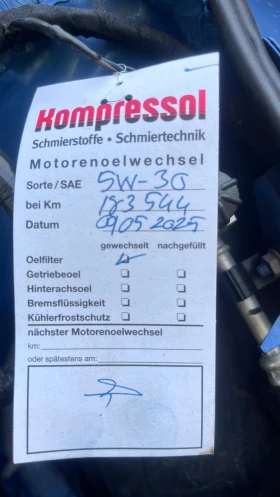 Kompressol
Schmierstoffe • Schmiertechnik
Motorenoelwechsel
Sorte/SAE 5W-30
bei Km 183 544
Datum 09.05.2025
gewechselt nachgefüllt
Oelfilter
Getriebeoel
Hinterachsoel
Bremsflüssigkeit
Kühlerfrostschutz
nächster Motorenoelwechsel
km:
oder spätestens am: